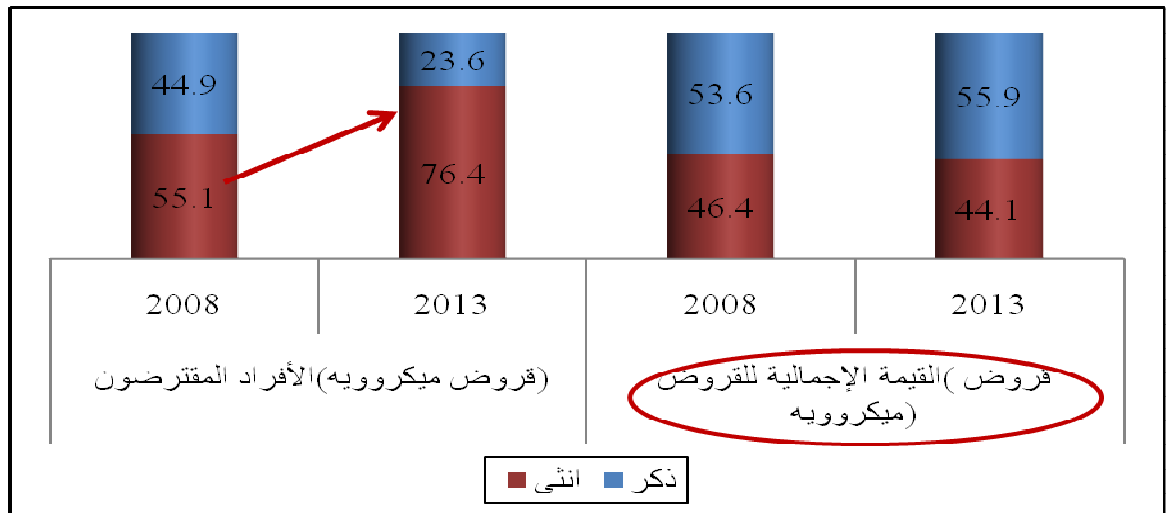 44.9
23.6
53.6
55.9
55.1
76.4
46.4
44.1
2008
2013
2008
2013
الأفراد المقترضون(قروض ميكروويه)
القيمة الإجمالية للقروض( قروض
ميكروويه)
انثى
ذكر